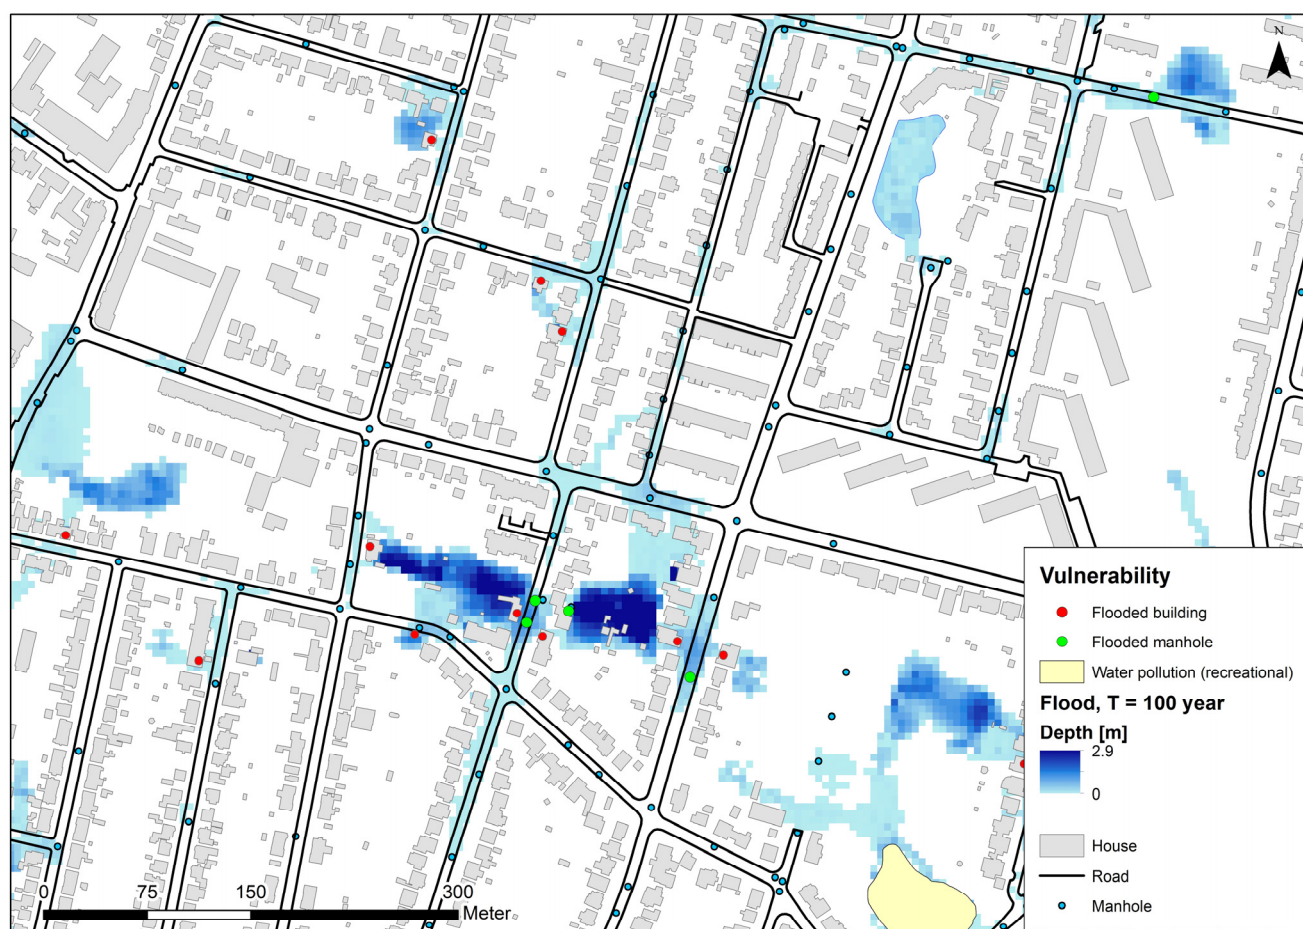 N
Vulnerability
Flooded building
Flooded manhole
Water pollution (recreational)
Flood, T = 100 year
Depth [m]
2.9
0
House
Road
Manhole
0 75 150 300
Meter